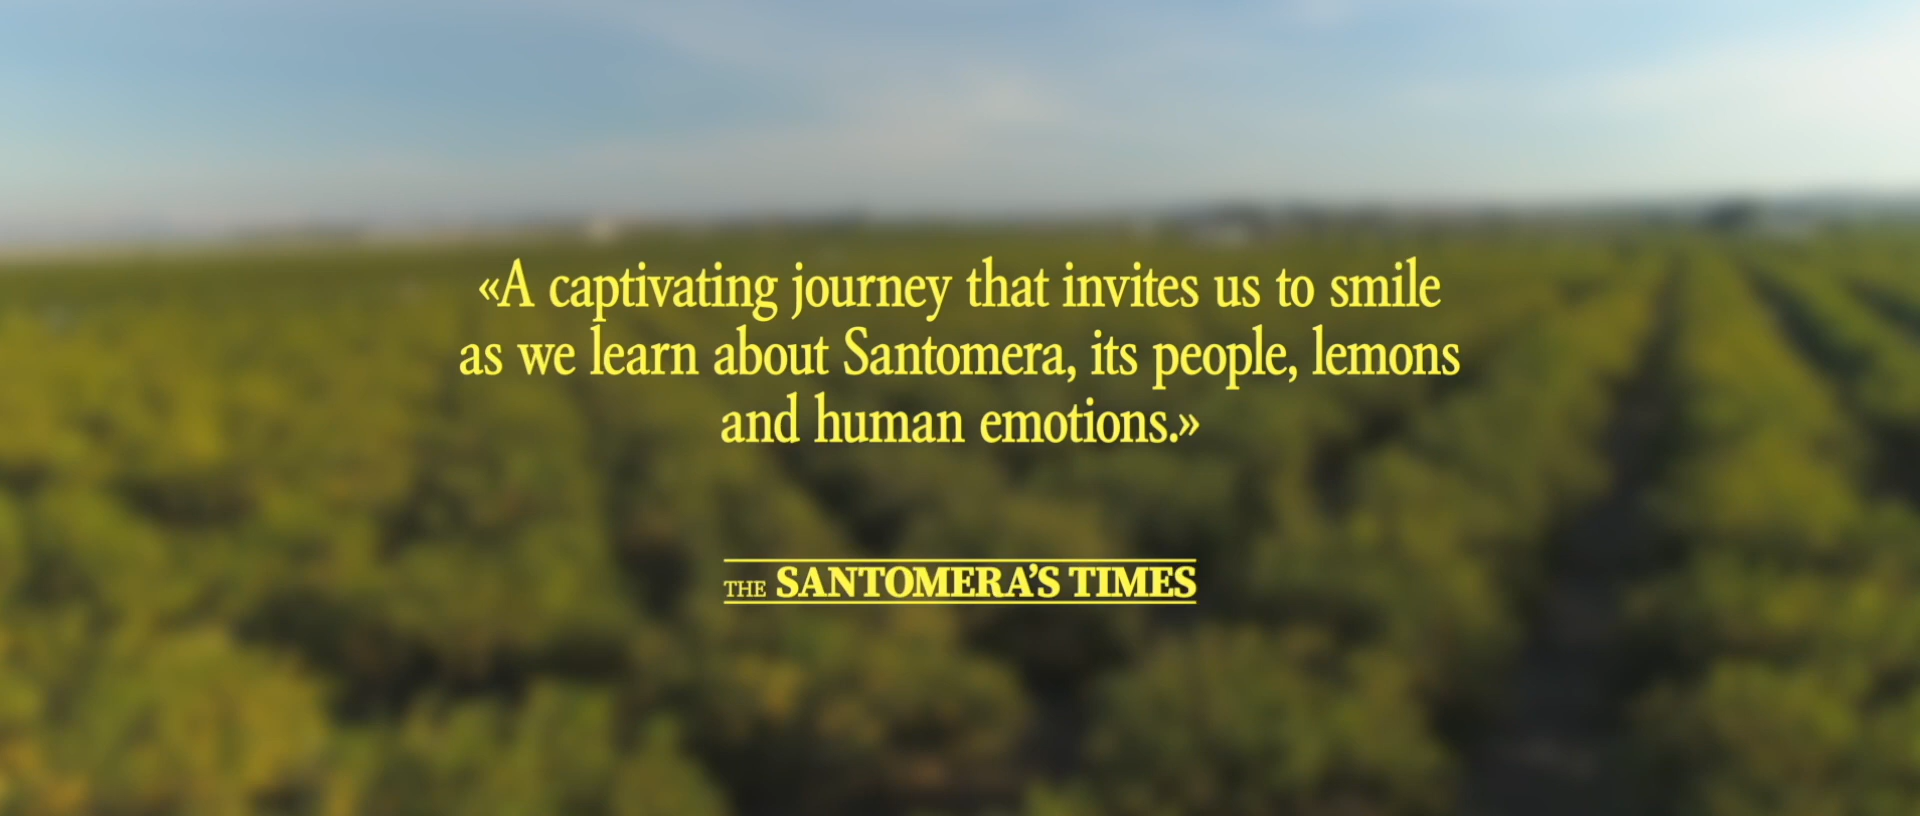 «A captivating journey that invites us to smile
as we learn about Santomera, its people, lemons
and human emotions.»
THE SANTOMERA’S TIMES